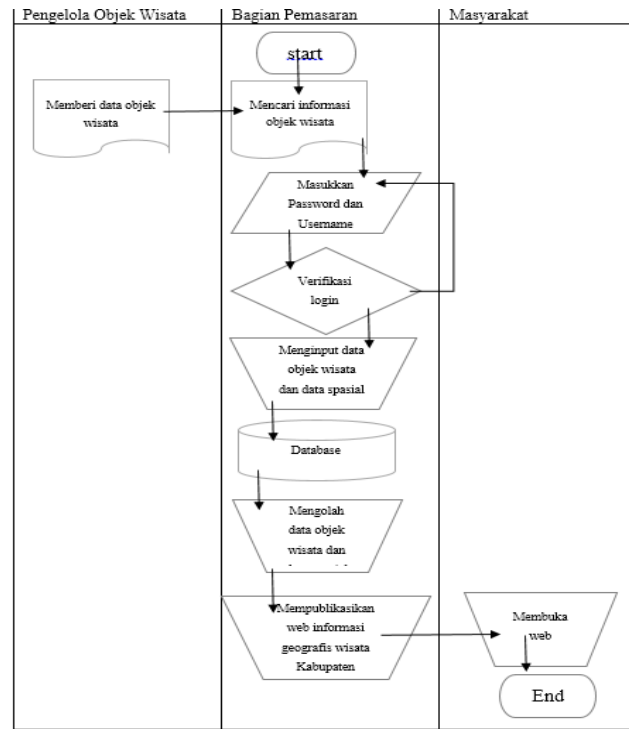 Pengelola Objek Wisata
Bagian Pemasaran
Masyarakat
start
Memberi data objek
wisata
Mencari informasi
objek wisata
Masukkan
Password dan
Username
Verifikasi
login
Menginput data
objek wisata
dan data spasial
Database
Mengolah
data objek
wisata dan
Mempublikasikan
web informasi
geografis wisata
Kabupaten
Membuka
web
End